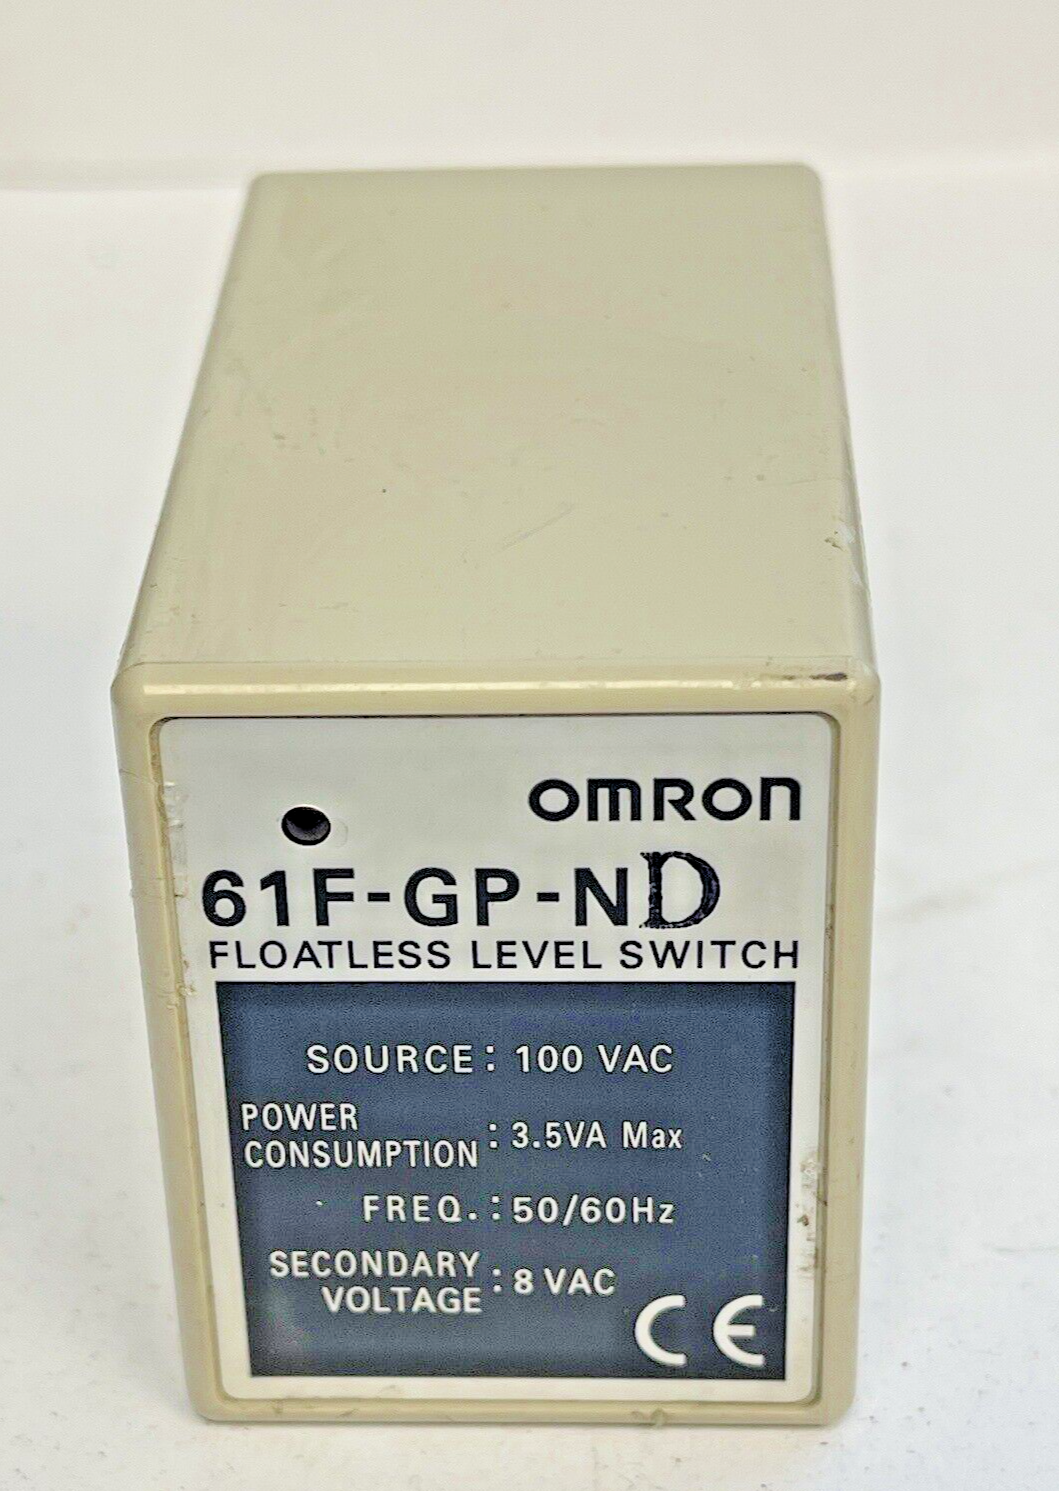 OMRON
61F-GP-ND
FLOATLESS LEVEL SWITCH
SOURCE: 100 VAC
POWER
CONSUMPTION : 3.5VA Max
FREQ. : 50/60Hz
SECONDARY
VOLTAGE : 8 VAC
CE